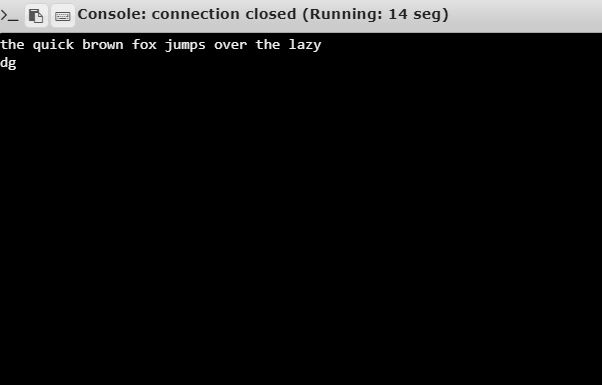 >_ Console: connection closed (Running: 14 seg)
the quick brown fox jumps over the lazy
dg